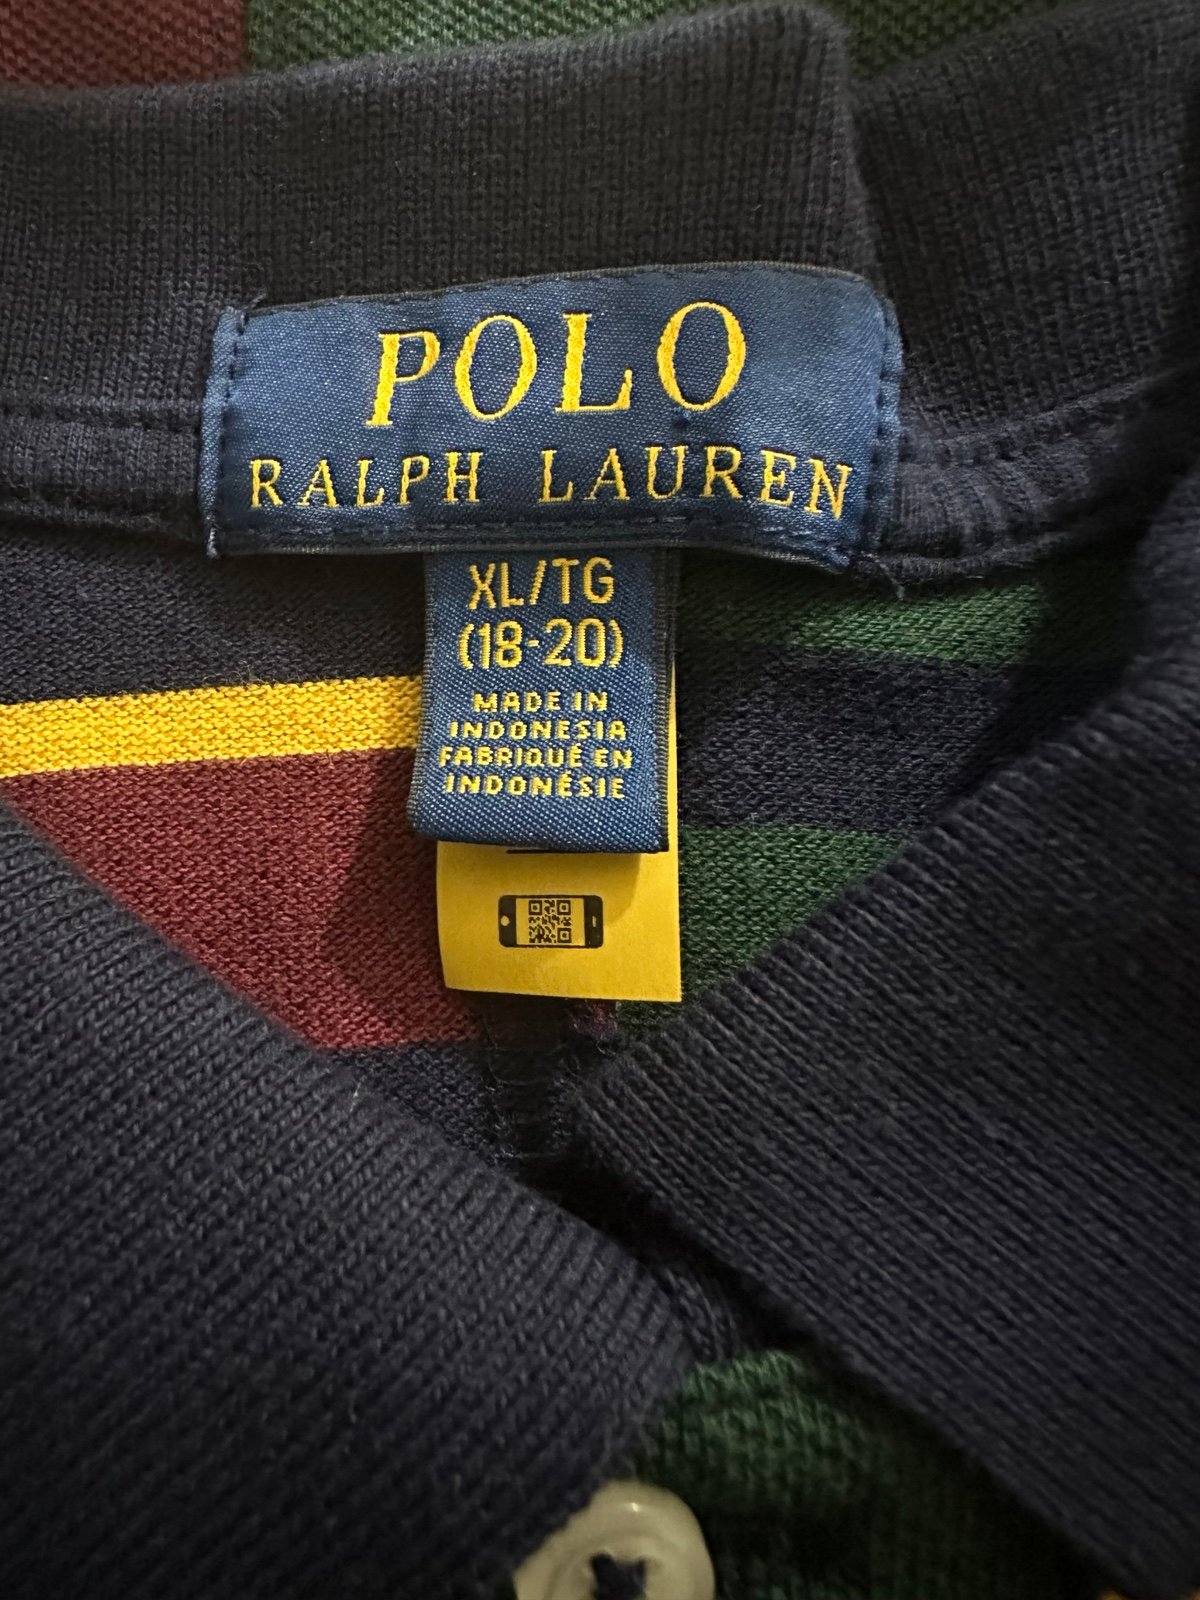 POLO
RALPH LAUREN
XL/TG
(18-20)
MADE IN
INDONESIA
FABRIQUÉ EN
INDONÉSIE